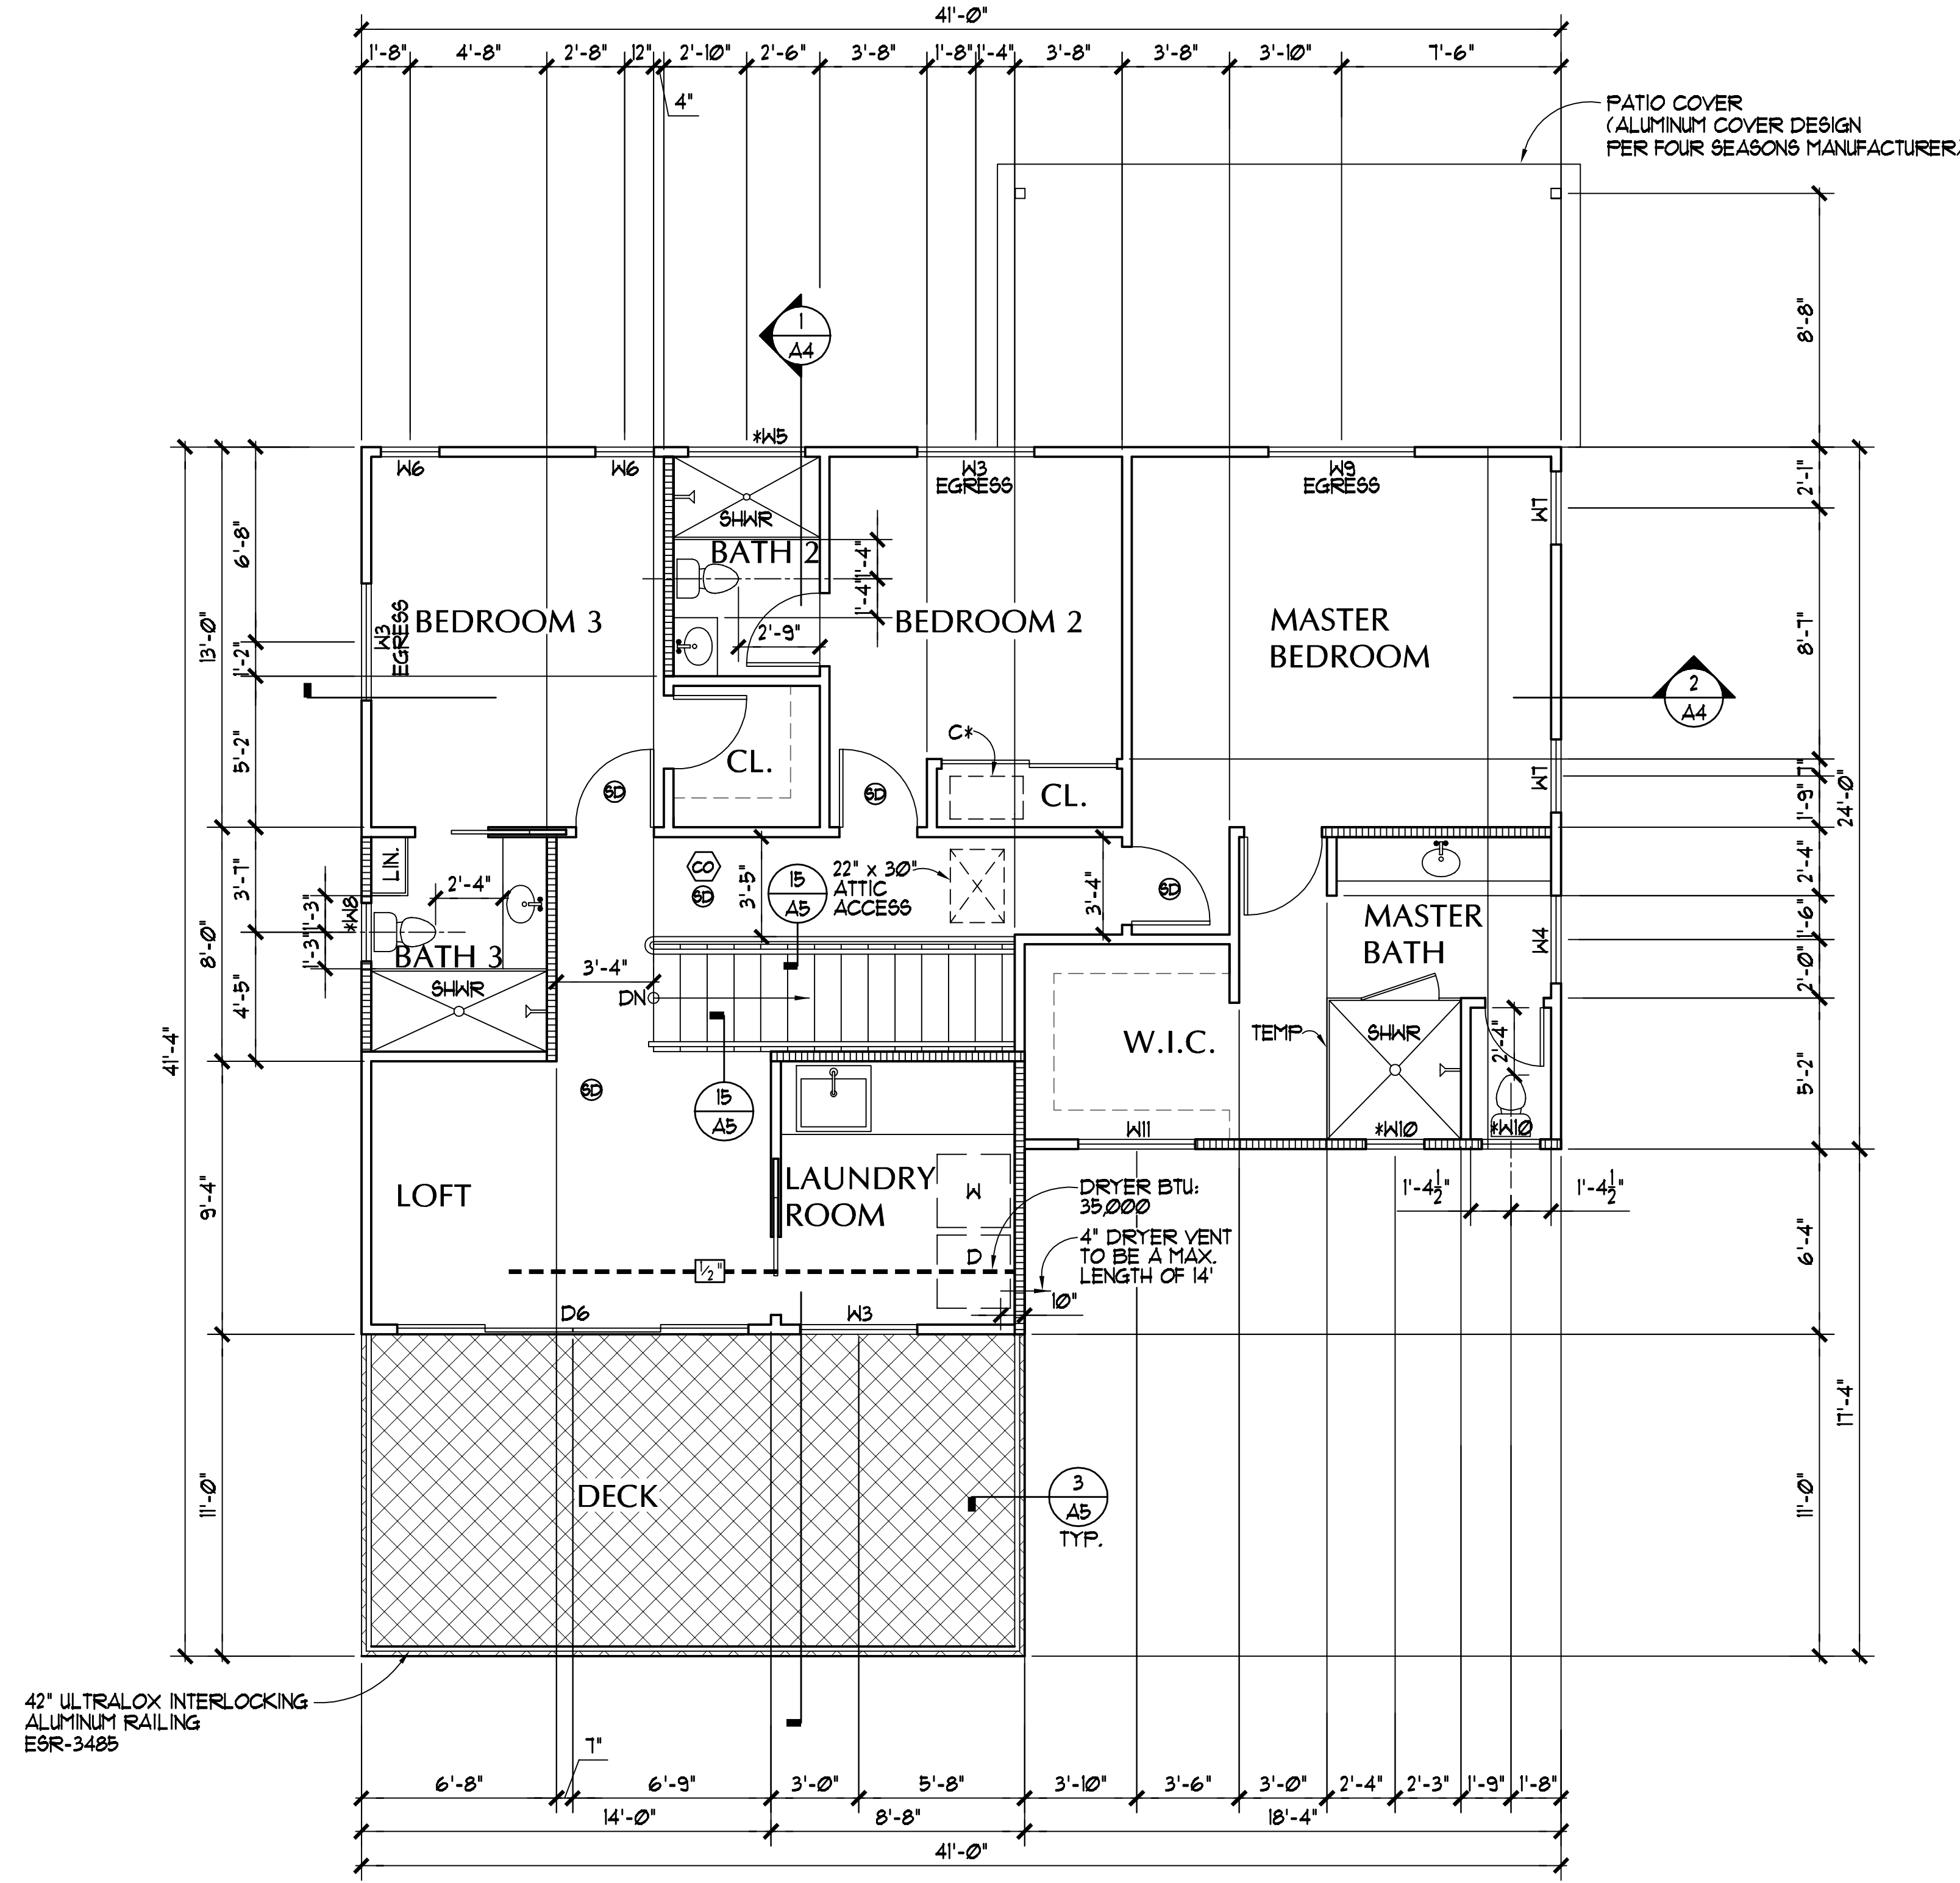 41'-0"
1'-8" 4'-8" 2'-8" 12" 2'-10" 2'-6" 3'-8" 1'-8" 1'-4" 3'-8" 3'-8" 3'-10" 7'-6"
4"
PATIO COVER
(ALUMINUM COVER DESIGN
PER FOUR SEASONS MANUFACTURER)
8'-8"
1
A4
*W5
W6 W6
W3
EGRESS
W9
EGRESS
2'-1"
W7
SHWR
BATH 2
1'-4"
1'-4"
2'-9"
6'-8"
13'-0"
1'-2"
W3
EGRESS
BEDROOM 3
BEDROOM 2
MASTER
BEDROOM
8'-7"
2
A4
5'-2"
C*
CL.
CL.
SD
SD
W7
7"
1'-9"
24'-0"
LIN.
CO
SD
3'-5"
15
A5
22" x 30"
ATTIC
ACCESS
3'-4"
SD
2'-4"
3'-7"
1'-3"
1'-3"
*W8
2'-4"
BATH 3
SHWR
8'-0"
4'-5"
3'-4"
DN
MASTER
BATH
W4
1'-6"
2'-0"
41'-4"
W.I.C.
TEMP
SHWR
2'-4"
5'-2"
SD
15
A5
W11
*W10
*W10
LOFT
LAUNDRY
ROOM
W
D
DRYER BTU:
35,000
4" DRYER VENT
TO BE A MAX.
LENGTH OF 14'
1'-4½"
1'-4½"
9'-4"
6'-4"
1/2"
10"
D6
W3
17'-4"
DECK
3
A5
TYP.
11'-0"
11'-0"
42" ULTRALOX INTERLOCKING
ALUMINUM RAILING
ESR-3485
7"
6'-8" 6'-9" 3'-0" 5'-8" 3'-10" 3'-6" 3'-0" 2'-4" 2'-3" 1'-9" 1'-8"
14'-0" 8'-8" 18'-4"
41'-0"